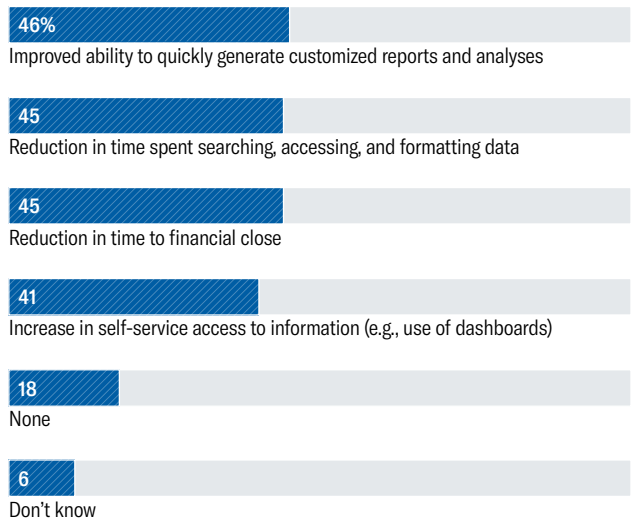 46%
Improved ability to quickly generate customized reports and analyses
45
Reduction in time spent searching, accessing, and formatting data
45
Reduction in time to financial close
41
Increase in self-service access to information (e.g., use of dashboards)
18
None
6
Don’t know